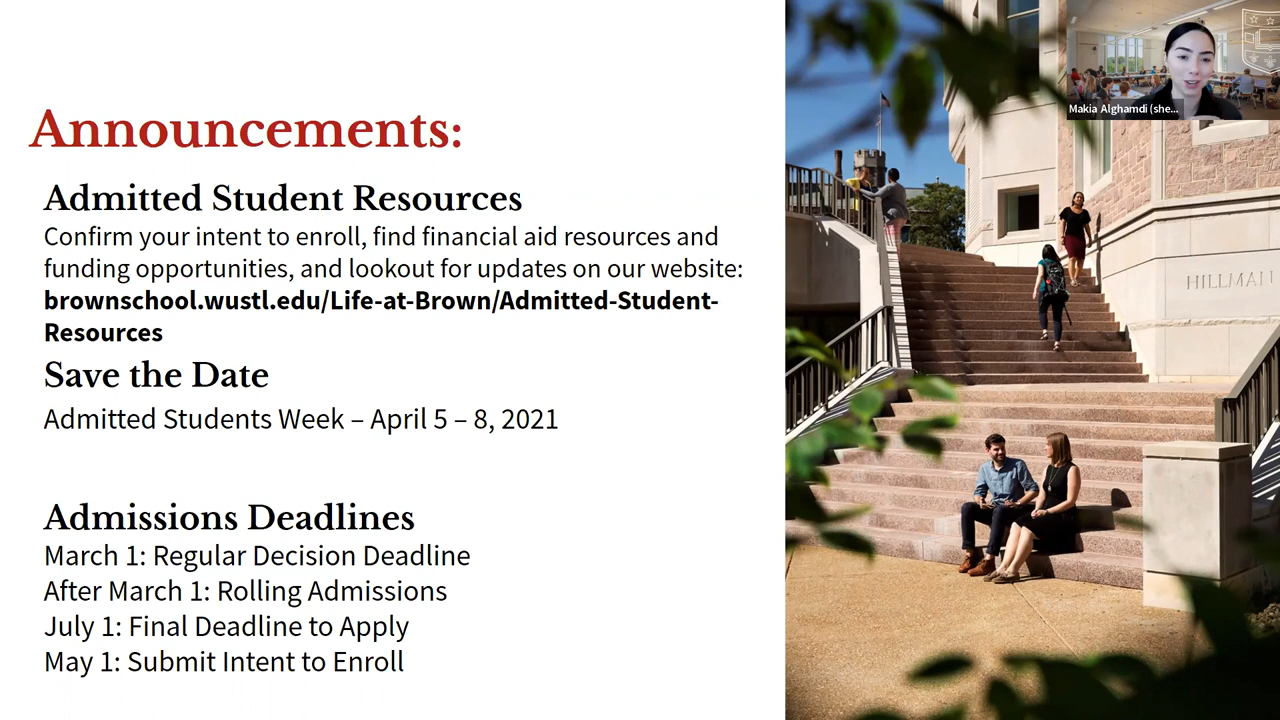 Announcements:
Admitted Student Resources
Confirm your intent to enroll, find financial aid resources and
funding opportunities, and lookout for updates on our website:
brownschool.wustl.edu/Life-at-Brown/Admitted-Student-
Resources
Save the Date
Admitted Students Week – April 5 – 8, 2021
Admissions Deadlines
March 1: Regular Decision Deadline
After March 1: Rolling Admissions
July 1: Final Deadline to Apply
May 1: Submit Intent to Enroll
Makia Alghamdi (she...
HILLMAN